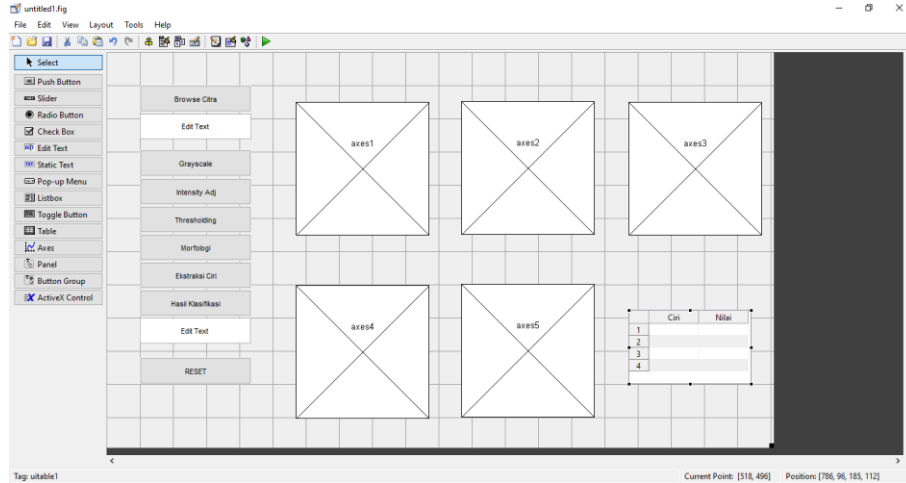 untitled1.fig
File Edit View Layout Tools Help
Select
Push Button
Slider
Radio Button
Check Box
Edit Text
Static Text
Pop-up Menu
Listbox
Toggle Button
Table
Axes
Panel
Button Group
ActiveX Control
Browse Citra
Edit Text
Grayscale
Intensity Adj
Thresholding
Morfologi
Ekstraksi Ciri
Hasil Klasifikasi
Edit Text
RESET
axes1 axes2 axes3
axes4 axes5
Ciri Nilai
1
2
3
4
Tag: uitable1 Current Point: [518, 496] Position: [786, 96, 185, 112]